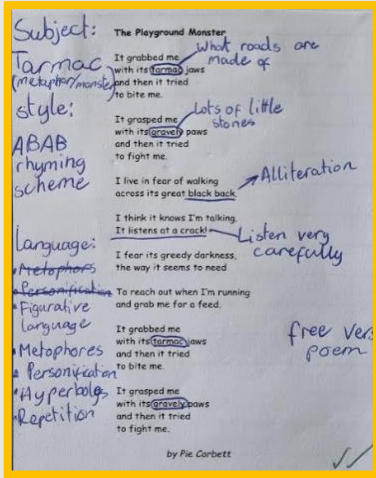 Subject:
Tarmac
(metaphor/monster)
style:
ABAB
rhyming
scheme
Language:
Metophors
Personification
Figurative
language
Metophores
Personification
Hyperboles
Repetition
The Playground Monster
It grabbed me
with its tarmac jaws
and then it tried
to bite me.
It grasped me
with its gravely paws
and then it tried
to fight me.
I live in fear of walking
across its great black back.
I think it knows I'm talking.
It listens at a crack!
I fear its greedy darkness,
the way it seems to need
To reach out when I'm running
and grab me for a feed.
It grabbed me
with its tarmac jaws
and then it tried
to bite me.
It grasped me
with its gravely paws
and then it tried
to fight me.
by Pie Corbett
What roads are
made of
Lots of little
stones
Alliteration
Listen very
carefully
free vers
poem